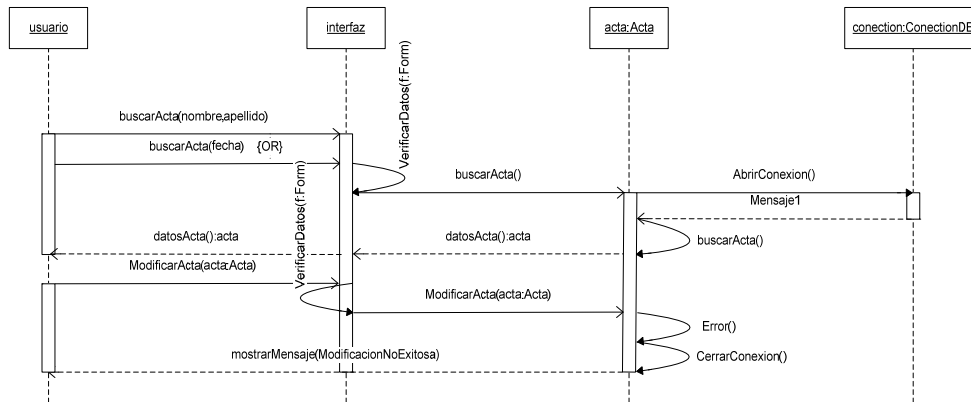 usuario
interfaz
acta:Acta
conection:ConectionDB
VerificarDatos(f:Form)
buscarActa(nombre,apellido)
buscarActa(fecha) {OR}
buscarActa()
AbrirConexion()
Mensaje1
VerificarDatos(f:Form)
datosActa():acta
datosActa():acta
buscarActa()
ModificarActa(acta:Acta)
ModificarActa(acta:Acta)
Error()
mostrarMensaje(ModificacionNoExitosa)
CerrarConexion()